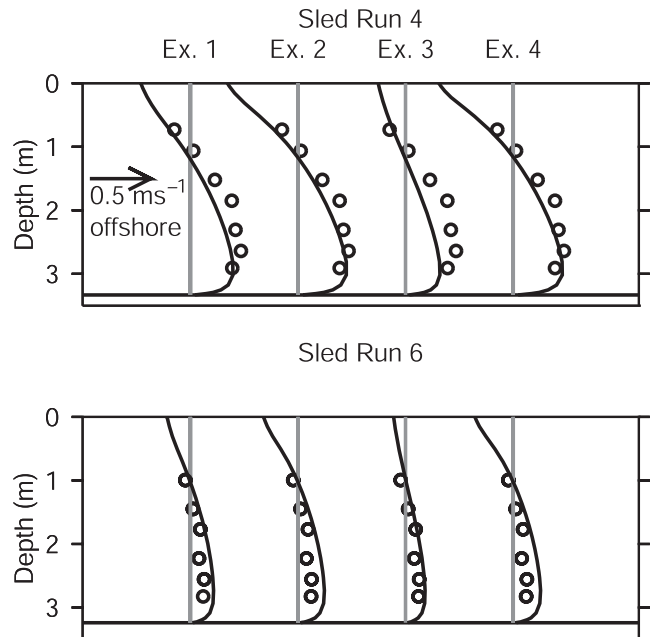 Sled Run 4
Ex. 1 Ex. 2 Ex. 3 Ex. 4
0
1
2
3
Depth (m)
0.5 ms⁻¹
offshore
Sled Run 6
0
1
2
3
Depth (m)